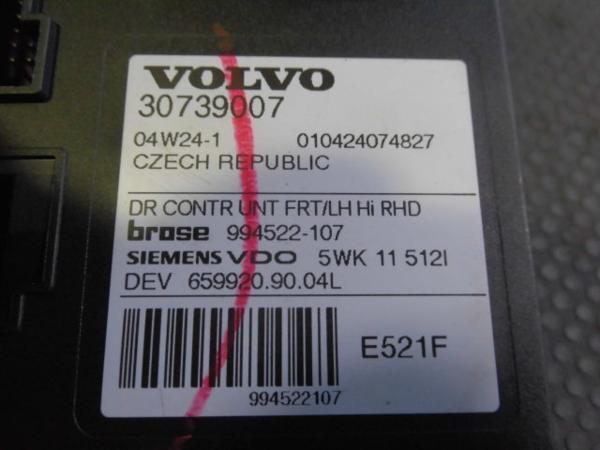 VOLVO
30739007
04W24-1 010424074827
CZECH REPUBLIC
DR CONTR UNT FRT/LH Hi RHD
brose 994522-107
SIEMENS VDO 5WK 11 512I
DEV 659920.90.04L
E521F
994522107